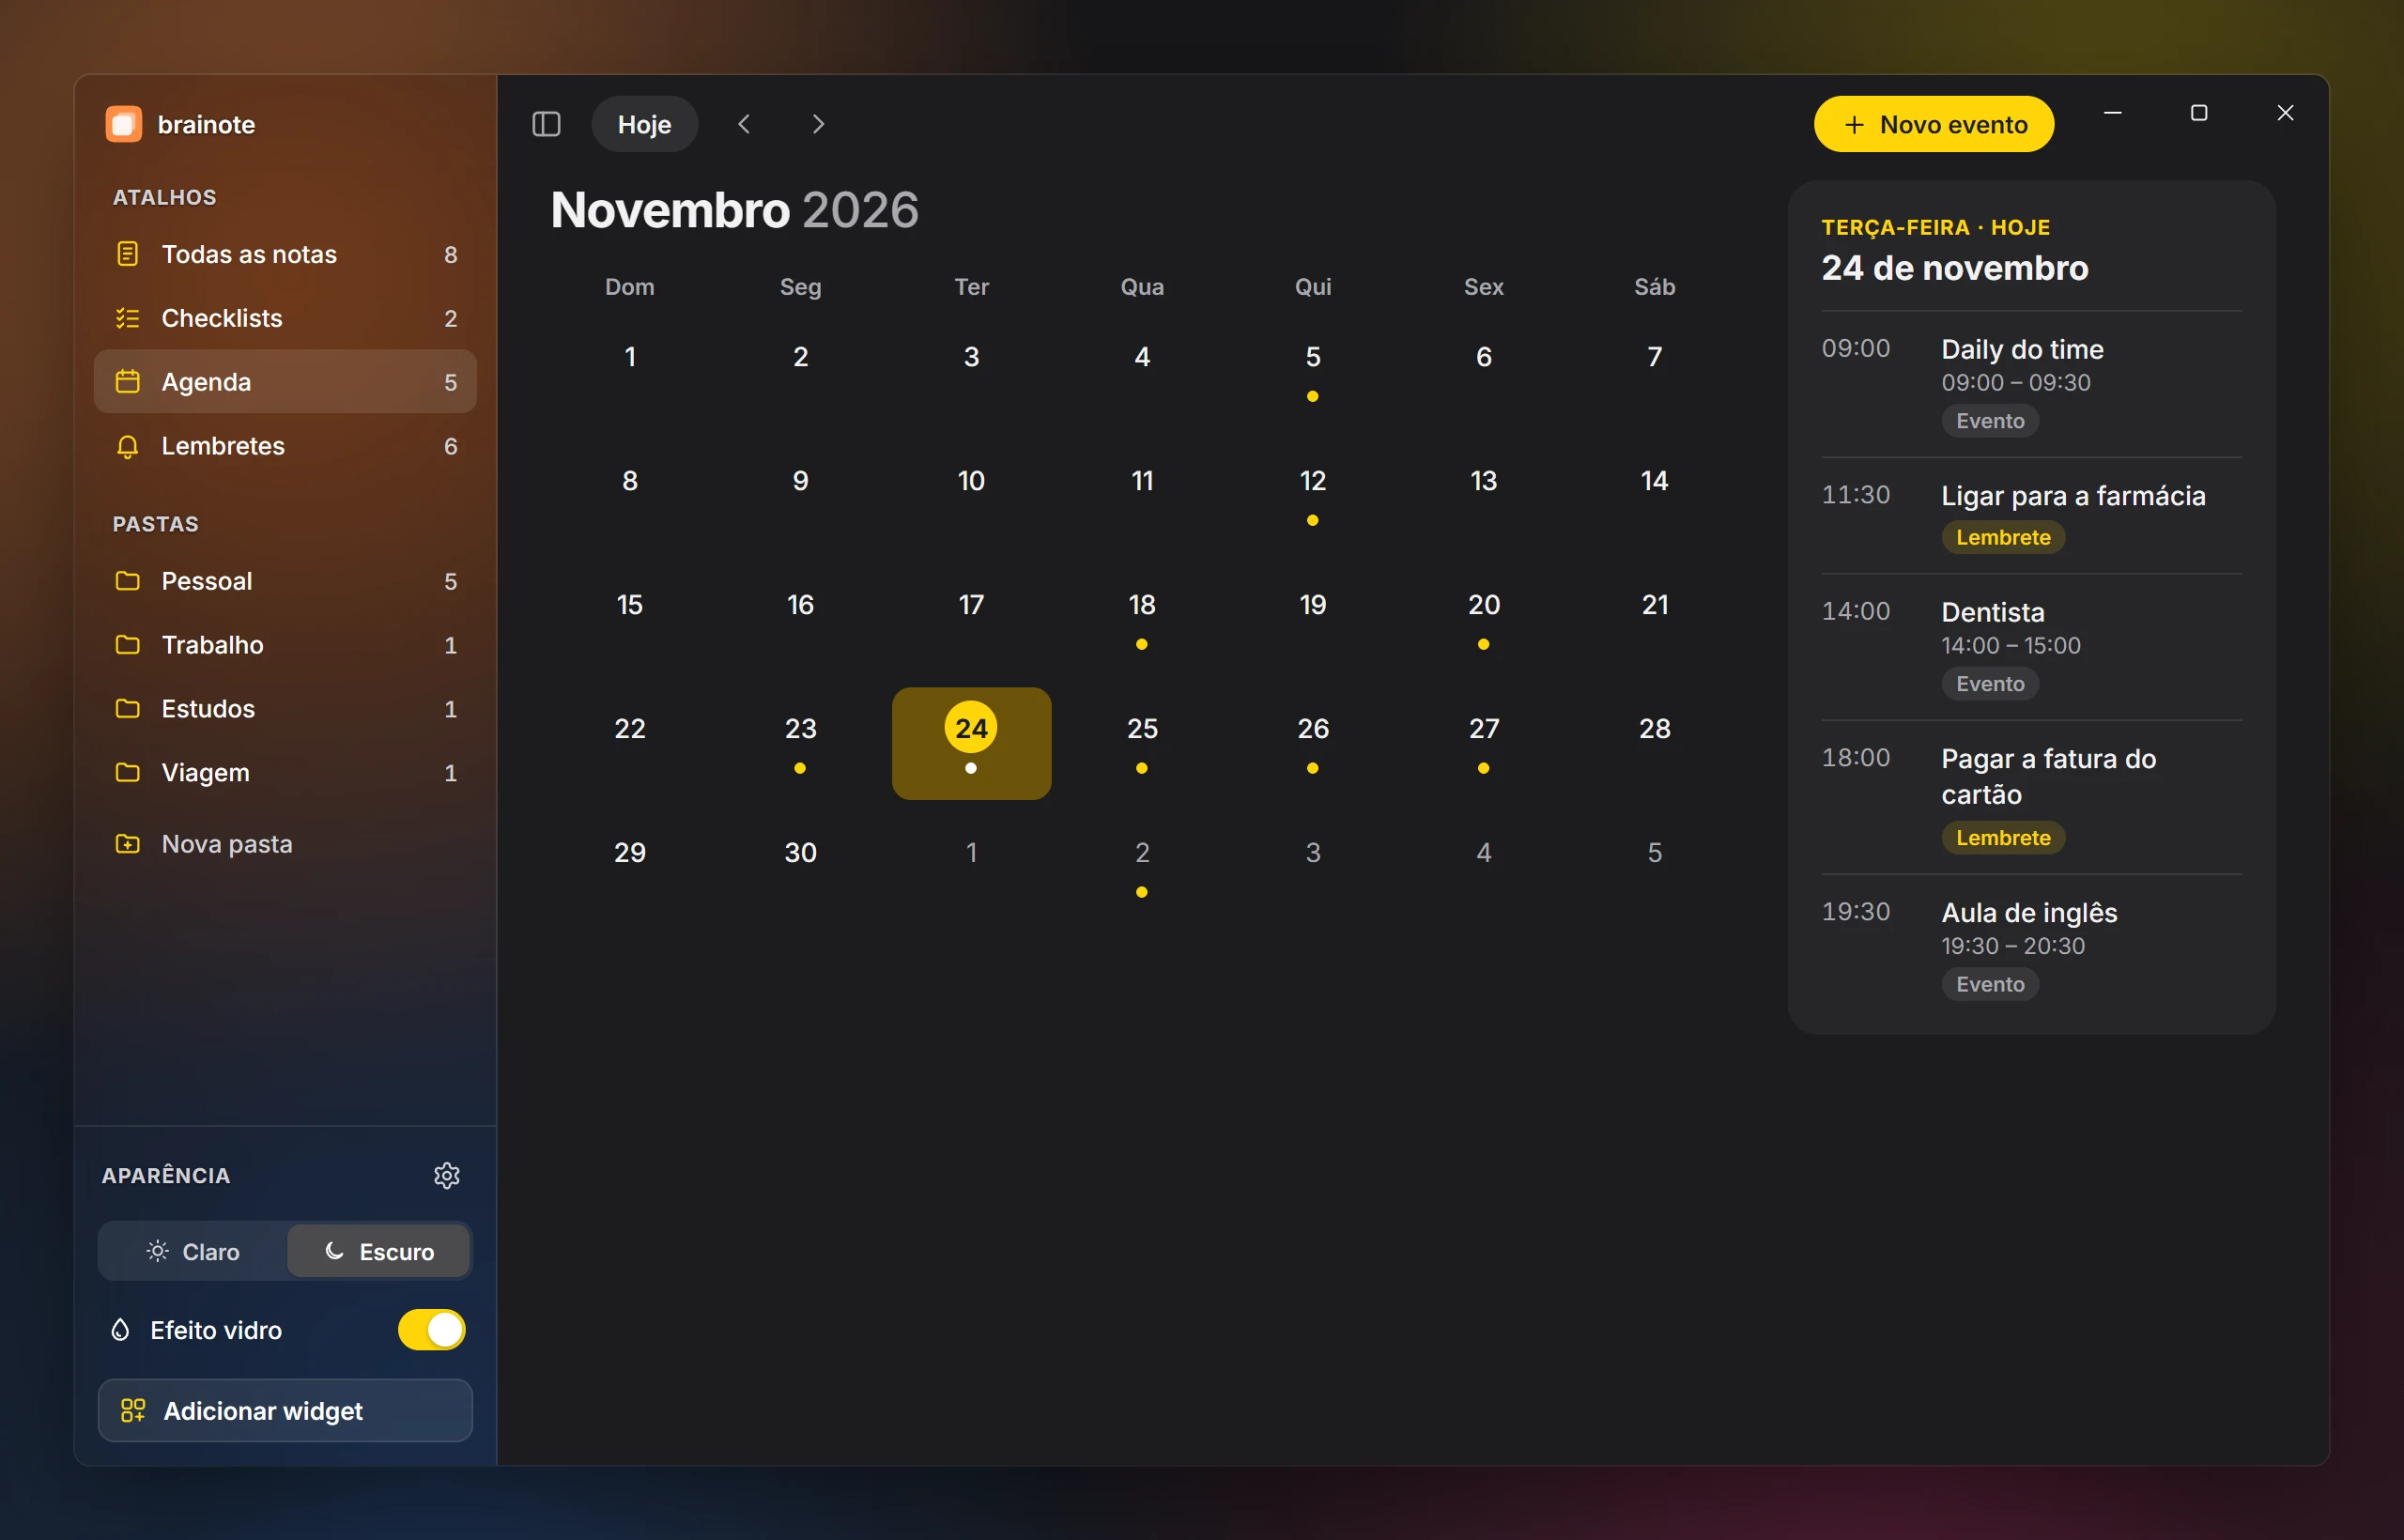 brainote
ATALHOS
Todas as notas 8
Checklists 2
Agenda 5
Lembretes 6
PASTAS
Pessoal 5
Trabalho 1
Estudos 1
Viagem 1
Nova pasta
APARÊNCIA
Claro Escuro
Efeito vidro
Adicionar widget
Hoje
Novo evento
Novembro 2026
Dom Seg Ter Qua Qui Sex Sáb
1 2 3 4 5 6 7
8 9 10 11 12 13 14
15 16 17 18 19 20 21
22 23 24 25 26 27 28
29 30 1 2 3 4 5
TERÇA-FEIRA · HOJE
24 de novembro
09:00 Daily do time
09:00 – 09:30
Evento
11:30 Ligar para a farmácia
Lembrete
14:00 Dentista
14:00 – 15:00
Evento
18:00 Pagar a fatura do
cartão
Lembrete
19:30 Aula de inglês
19:30 – 20:30
Evento